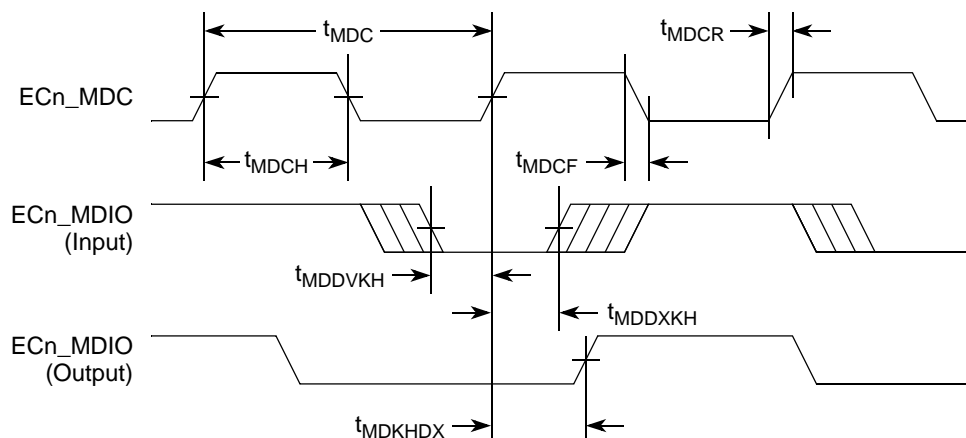 tMDC
tMDCR
ECn_MDC
tMDCH
tMDCF
ECn_MDIO
(Input)
tMDDVKH
tMDDXKH
ECn_MDIO
(Output)
tMDKHDX